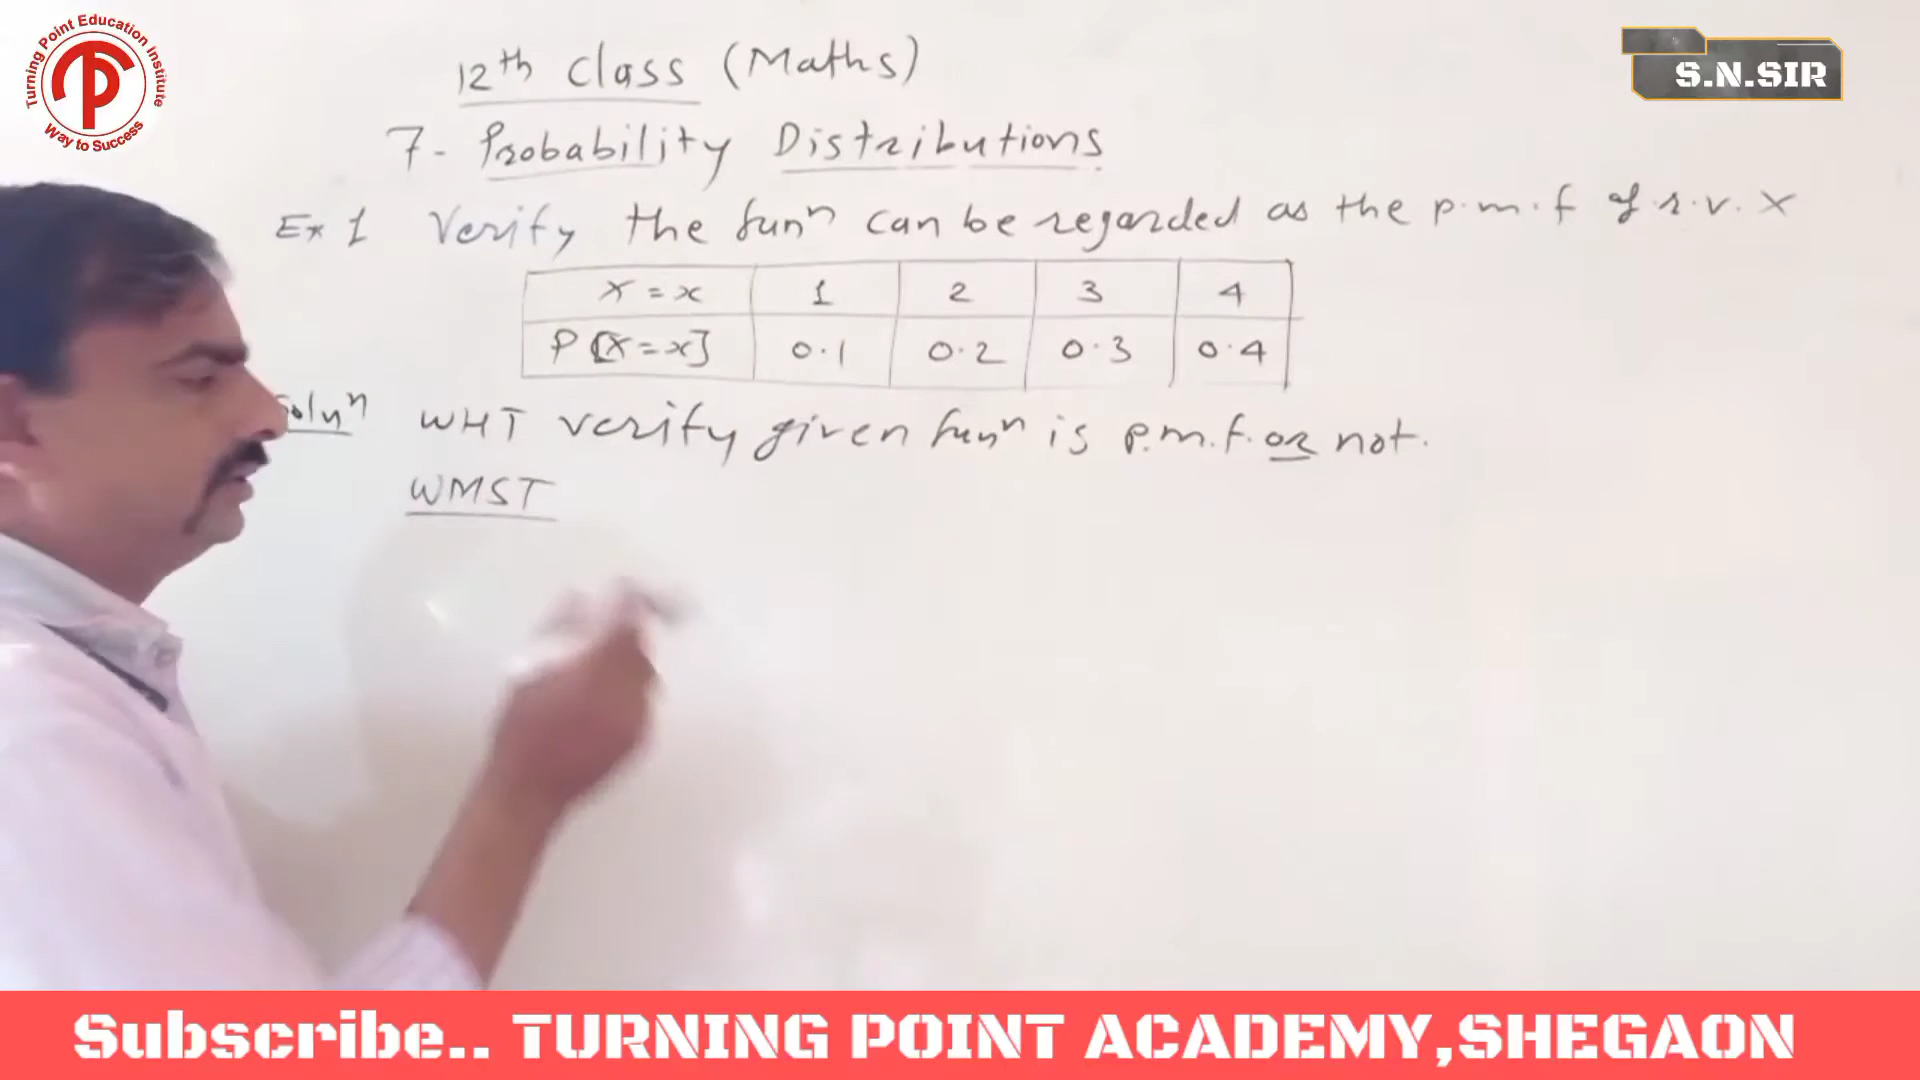 Turning Point Education Institute
Way to Success
S.N.SIR
12th Class (Maths)
7- Probability Distributions
Ex 1 Verify the funⁿ can be regarded as the p.m.f of r.v. X
X = x 1 2 3 4
P[X=x] 0.1 0.2 0.3 0.4
Solnⁿ WHT verify given funⁿ is p.m.f. or not.
WMST
Subscribe.. TURNING POINT ACADEMY,SHEGAON